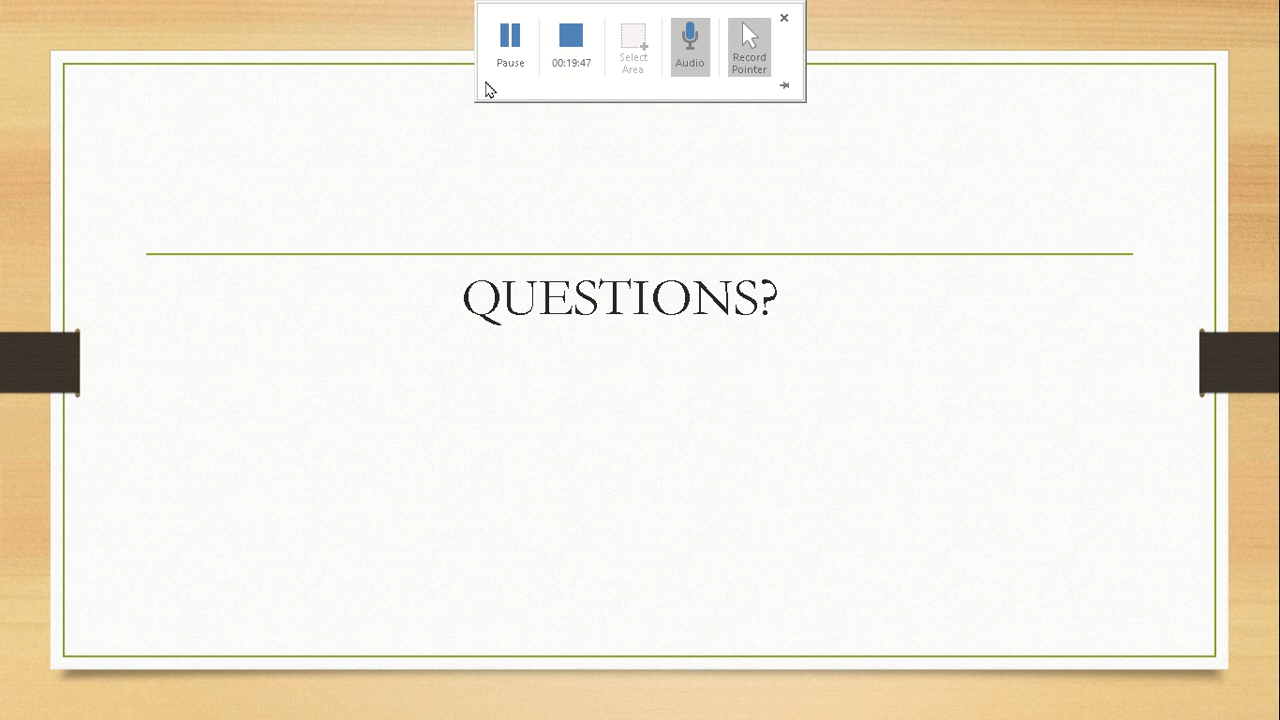 Pause
00:19:47
Select
Area
Audio
Record
Pointer
QUESTIONS?